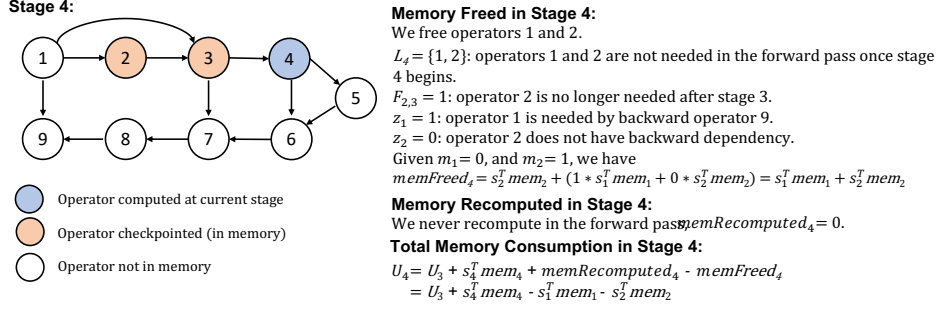 Stage 4:
1
2
3
4
5
9
8
7
6
Operator computed at current stage
Operator checkpointed (in memory)
Operator not in memory
Memory Freed in Stage 4:
We free operators 1 and 2.
L₄ = {1, 2}: operators 1 and 2 are not needed in the forward pass once stage
4 begins.
F₂,₃ = 1: operator 2 is no longer needed after stage 3.
z₁ = 1: operator 1 is needed by backward operator 9.
z₂ = 0: operator 2 does not have backward dependency.
Given m₁= 0, and m₂= 1, we have
memFreed₄ = s₂ᵀ mem₂ + (1 * s₁ᵀ mem₁ + 0 * s₂ᵀ mem₂) = s₁ᵀ mem₁ + s₂ᵀ mem₂
Memory Recomputed in Stage 4:
We never recompute in the forward pass, memRecomputed₄= 0.
Total Memory Consumption in Stage 4:
U₄= U₃ + s₄ᵀ mem₄ + memRecomputed₄ - memFreed₄
= U₃ + s₄ᵀ mem₄ - s₁ᵀ mem₁ - s₂ᵀ mem₂